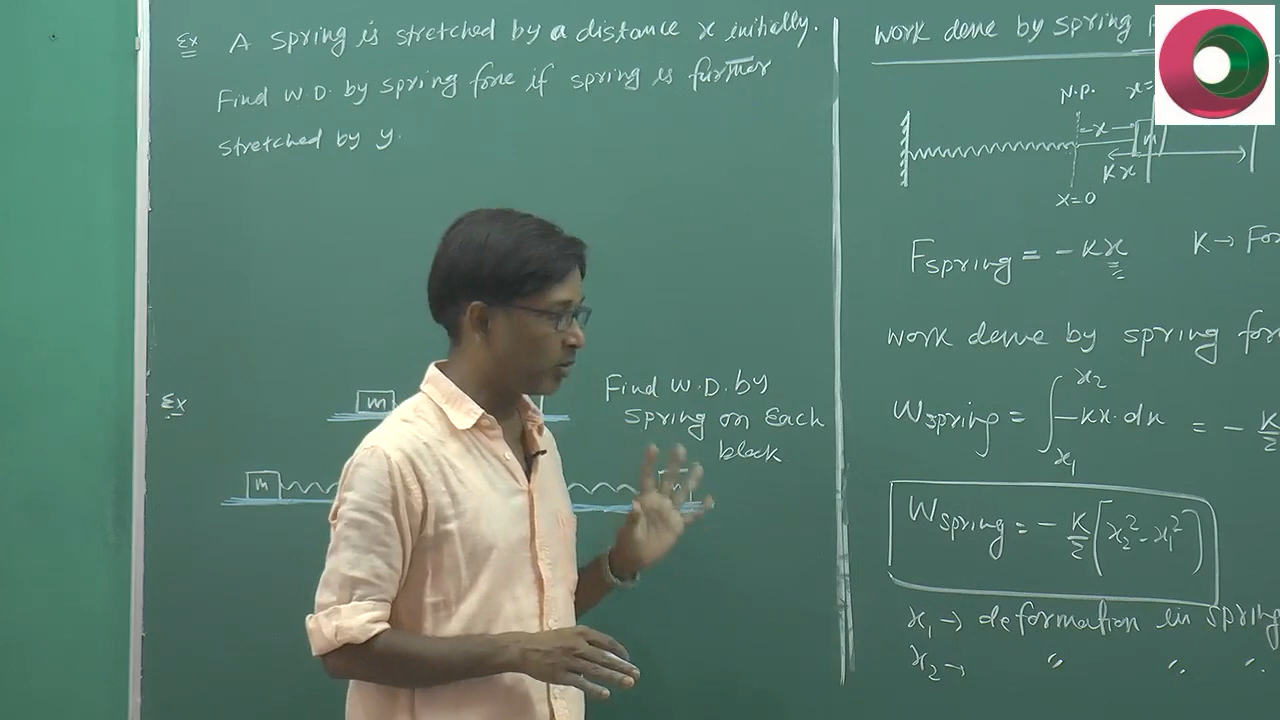 Ex A spring is stretched by a distance x initially.
Find W.D. by spring force if spring is further
stretched by y.
Ex
m
Find W.D. by
spring on Each
block
m
m
work done by spring
N.P. x=
x
m
Kx
x=0
Fspring = -Kx K→ For
work done by spring for
Wspring = ∫x₁^x₂ -Kx·dx = - K/2
Wspring = - K/2 (x₂² - x₁²)
x₁ → deformation in spring
x₂ → " " "